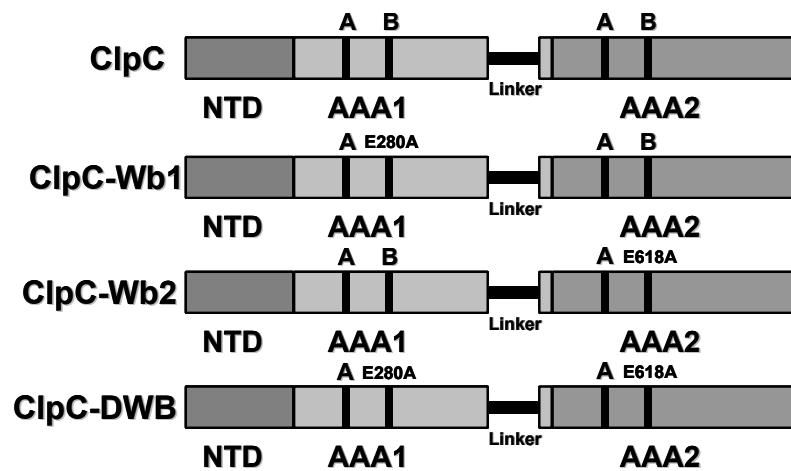 A B A B
ClpC
Linker
NTD AAA1 AAA2
A E280A A B
ClpC-Wb1
Linker
NTD AAA1 AAA2
A B A E618A
ClpC-Wb2
Linker
NTD AAA1 AAA2
A E280A A E618A
ClpC-DWB
Linker
NTD AAA1 AAA2